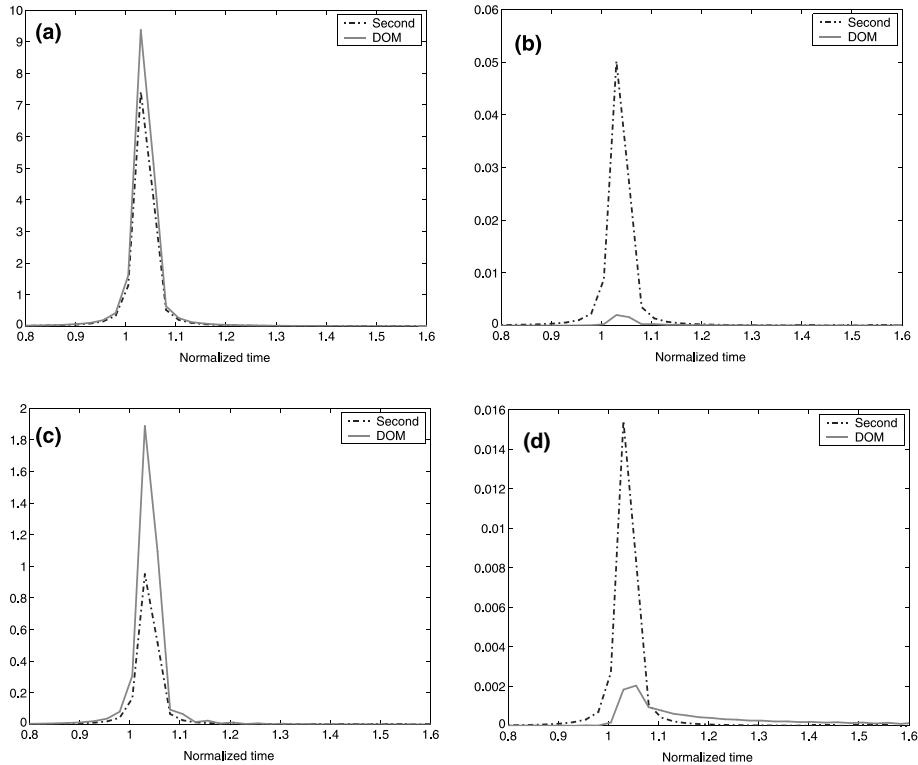 (a)
Second
DOM
10
9
8
7
6
5
4
3
2
1
0
0.8 0.9 1 1.1 1.2 1.3 1.4 1.5 1.6
Normalized time
(b)
Second
DOM
0.06
0.05
0.04
0.03
0.02
0.01
0
0.8 0.9 1 1.1 1.2 1.3 1.4 1.5 1.6
Normalized time
(c)
Second
DOM
2
1.8
1.6
1.4
1.2
1
0.8
0.6
0.4
0.2
0
0.8 0.9 1 1.1 1.2 1.3 1.4 1.5 1.6
Normalized time
(d)
Second
DOM
0.016
0.014
0.012
0.01
0.008
0.006
0.004
0.002
0
0.8 0.9 1 1.1 1.2 1.3 1.4 1.5 1.6
Normalized time